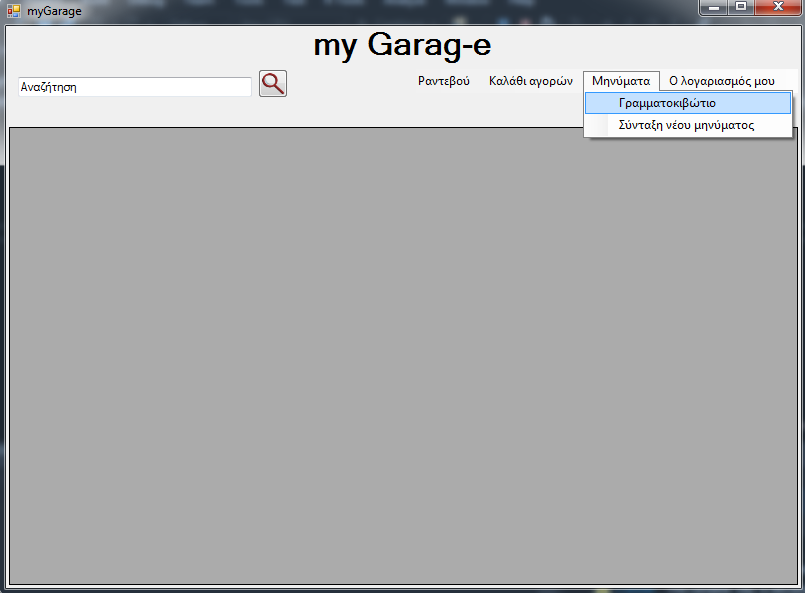 myGarage
my Garag-e
Αναζήτηση
Ραντεβού Καλάθι αγορών Μηνύματα Ο λογαριασμός μου
Γραμματοκιβώτιο
Σύνταξη νέου μηνύματος